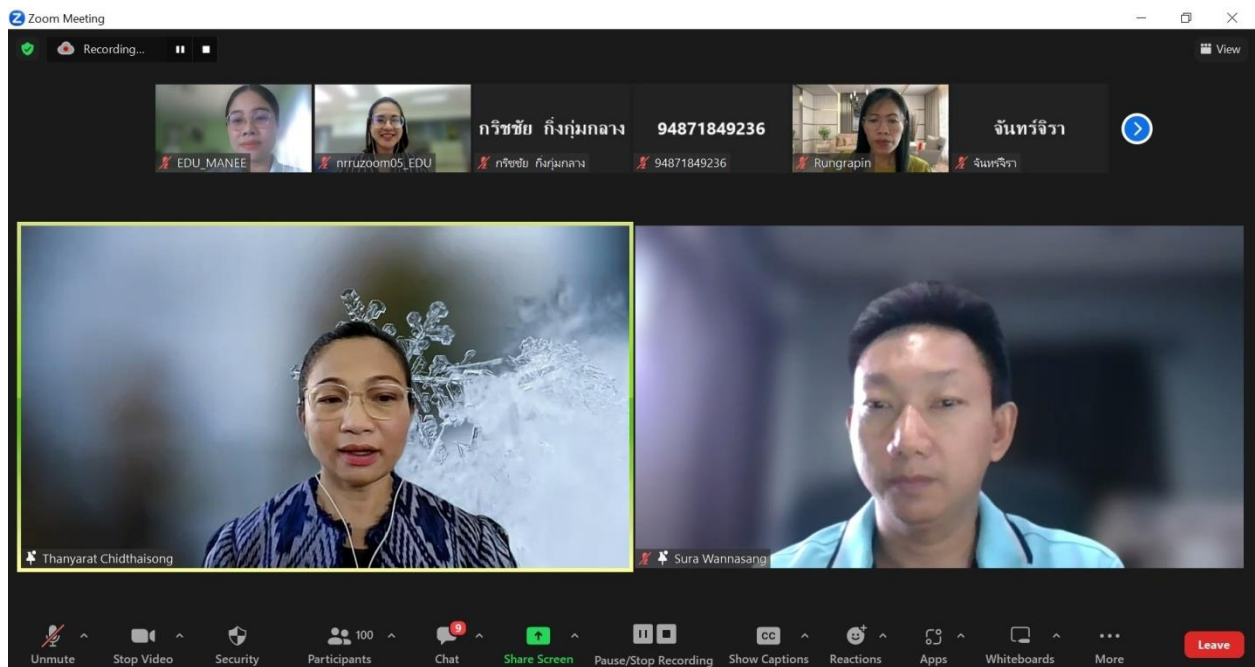 Zoom Meeting
Recording...
View
กริชชัย กิ่งกุ่มกลาง
94871849236
จันทร์จิรา
EDU_MANEE
nrruzoom05_EDU
กริชชัย กิ่งกุ่มกลาง
94871849236
Rungrapin
จันทร์จิรา
Thanyarat Chidthaisong
Sura Wannasang
100
9
CC
Unmute
Stop Video
Security
Participants
Chat
Share Screen
Pause/Stop Recording
Show Captions
Reactions
Apps
Whiteboards
More
Leave